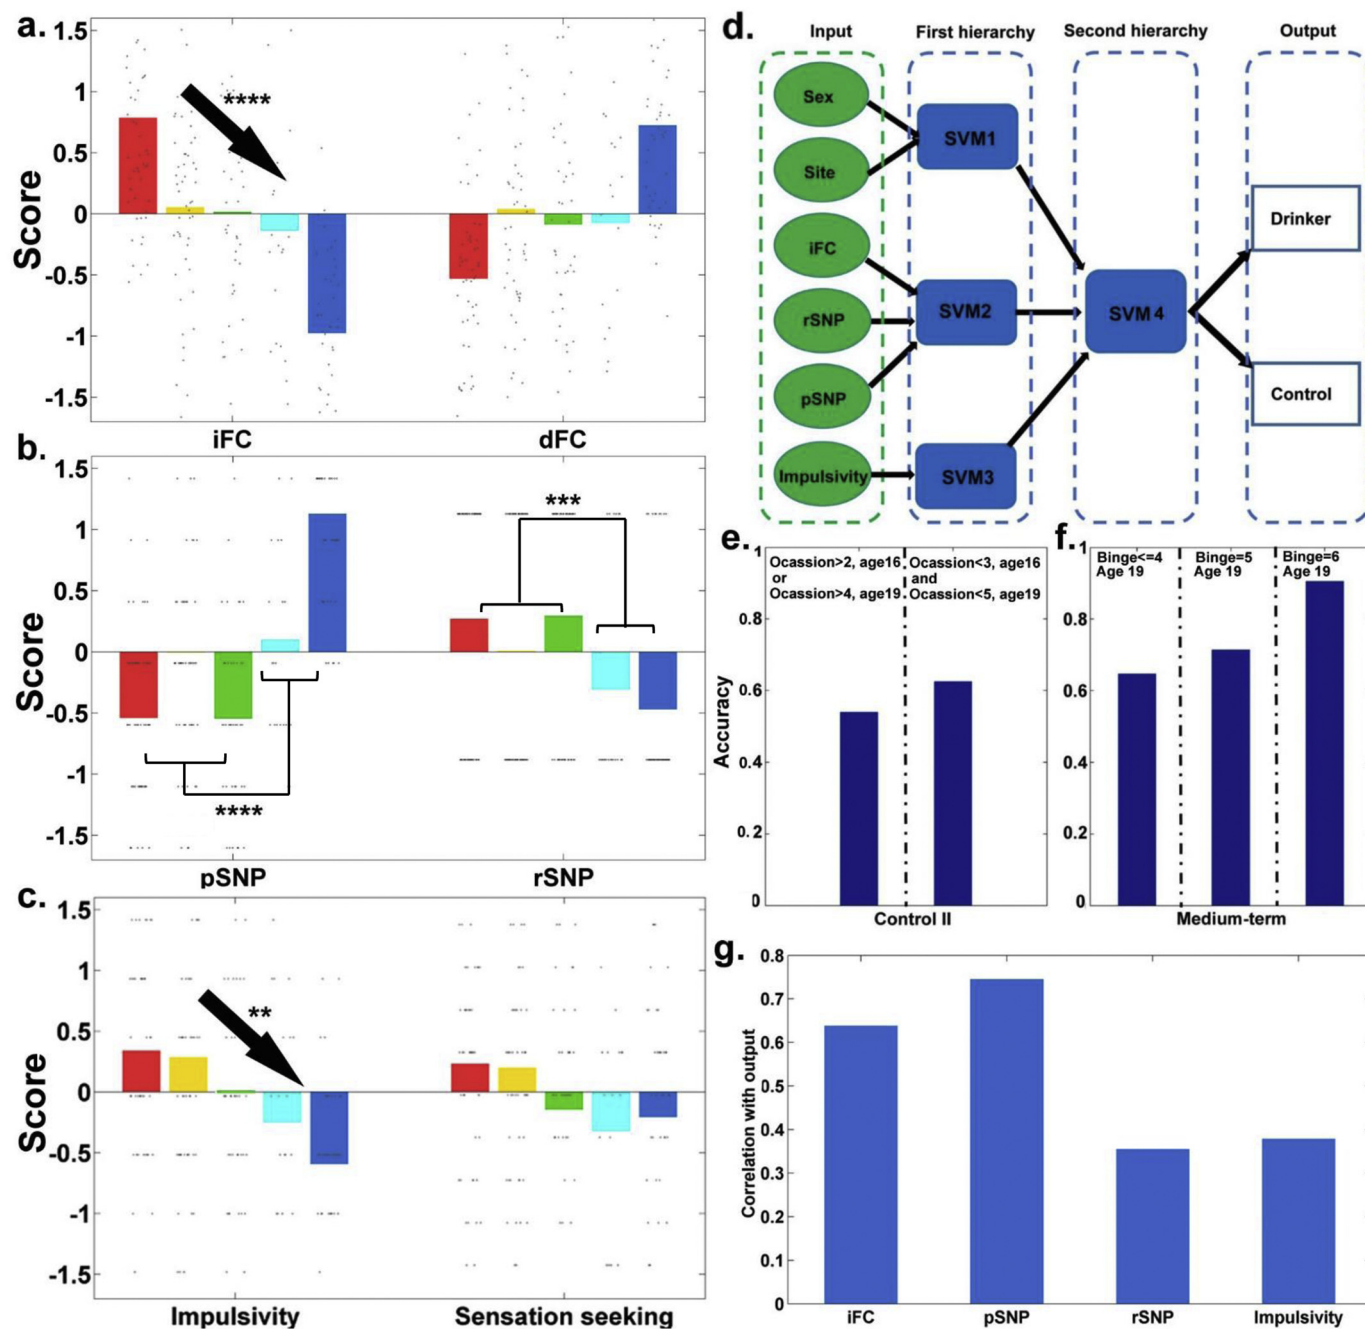 a.
Score
1.5
1
0.5
0
-0.5
-1
-1.5
****
iFC
dFC
b.
Score
1.5
1
0.5
0
-0.5
-1
-1.5
***
****
pSNP
rSNP
c.
Score
1.5
1
0.5
0
-0.5
-1
-1.5
**
Impulsivity
Sensation seeking
d.
Input
First hierarchy
Second hierarchy
Output
Sex
Site
iFC
rSNP
pSNP
Impulsivity
SVM1
SVM2
SVM3
SVM4
Drinker
Control
e.
Accuracy
1
0.8
0.6
0.4
0.2
0
Ocassion>2, age16
or
Ocassion>4, age19
Ocassion<3, age16
and
Ocassion<5, age19
Control II
f.
1
0.8
0.6
0.4
0.2
0
Binge<=4
Age 19
Binge=5
Age 19
Binge=6
Age 19
Medium-term
g.
Correlation with output
0.8
0.7
0.6
0.5
0.4
0.3
0.2
0.1
0
iFC
pSNP
rSNP
Impulsivity